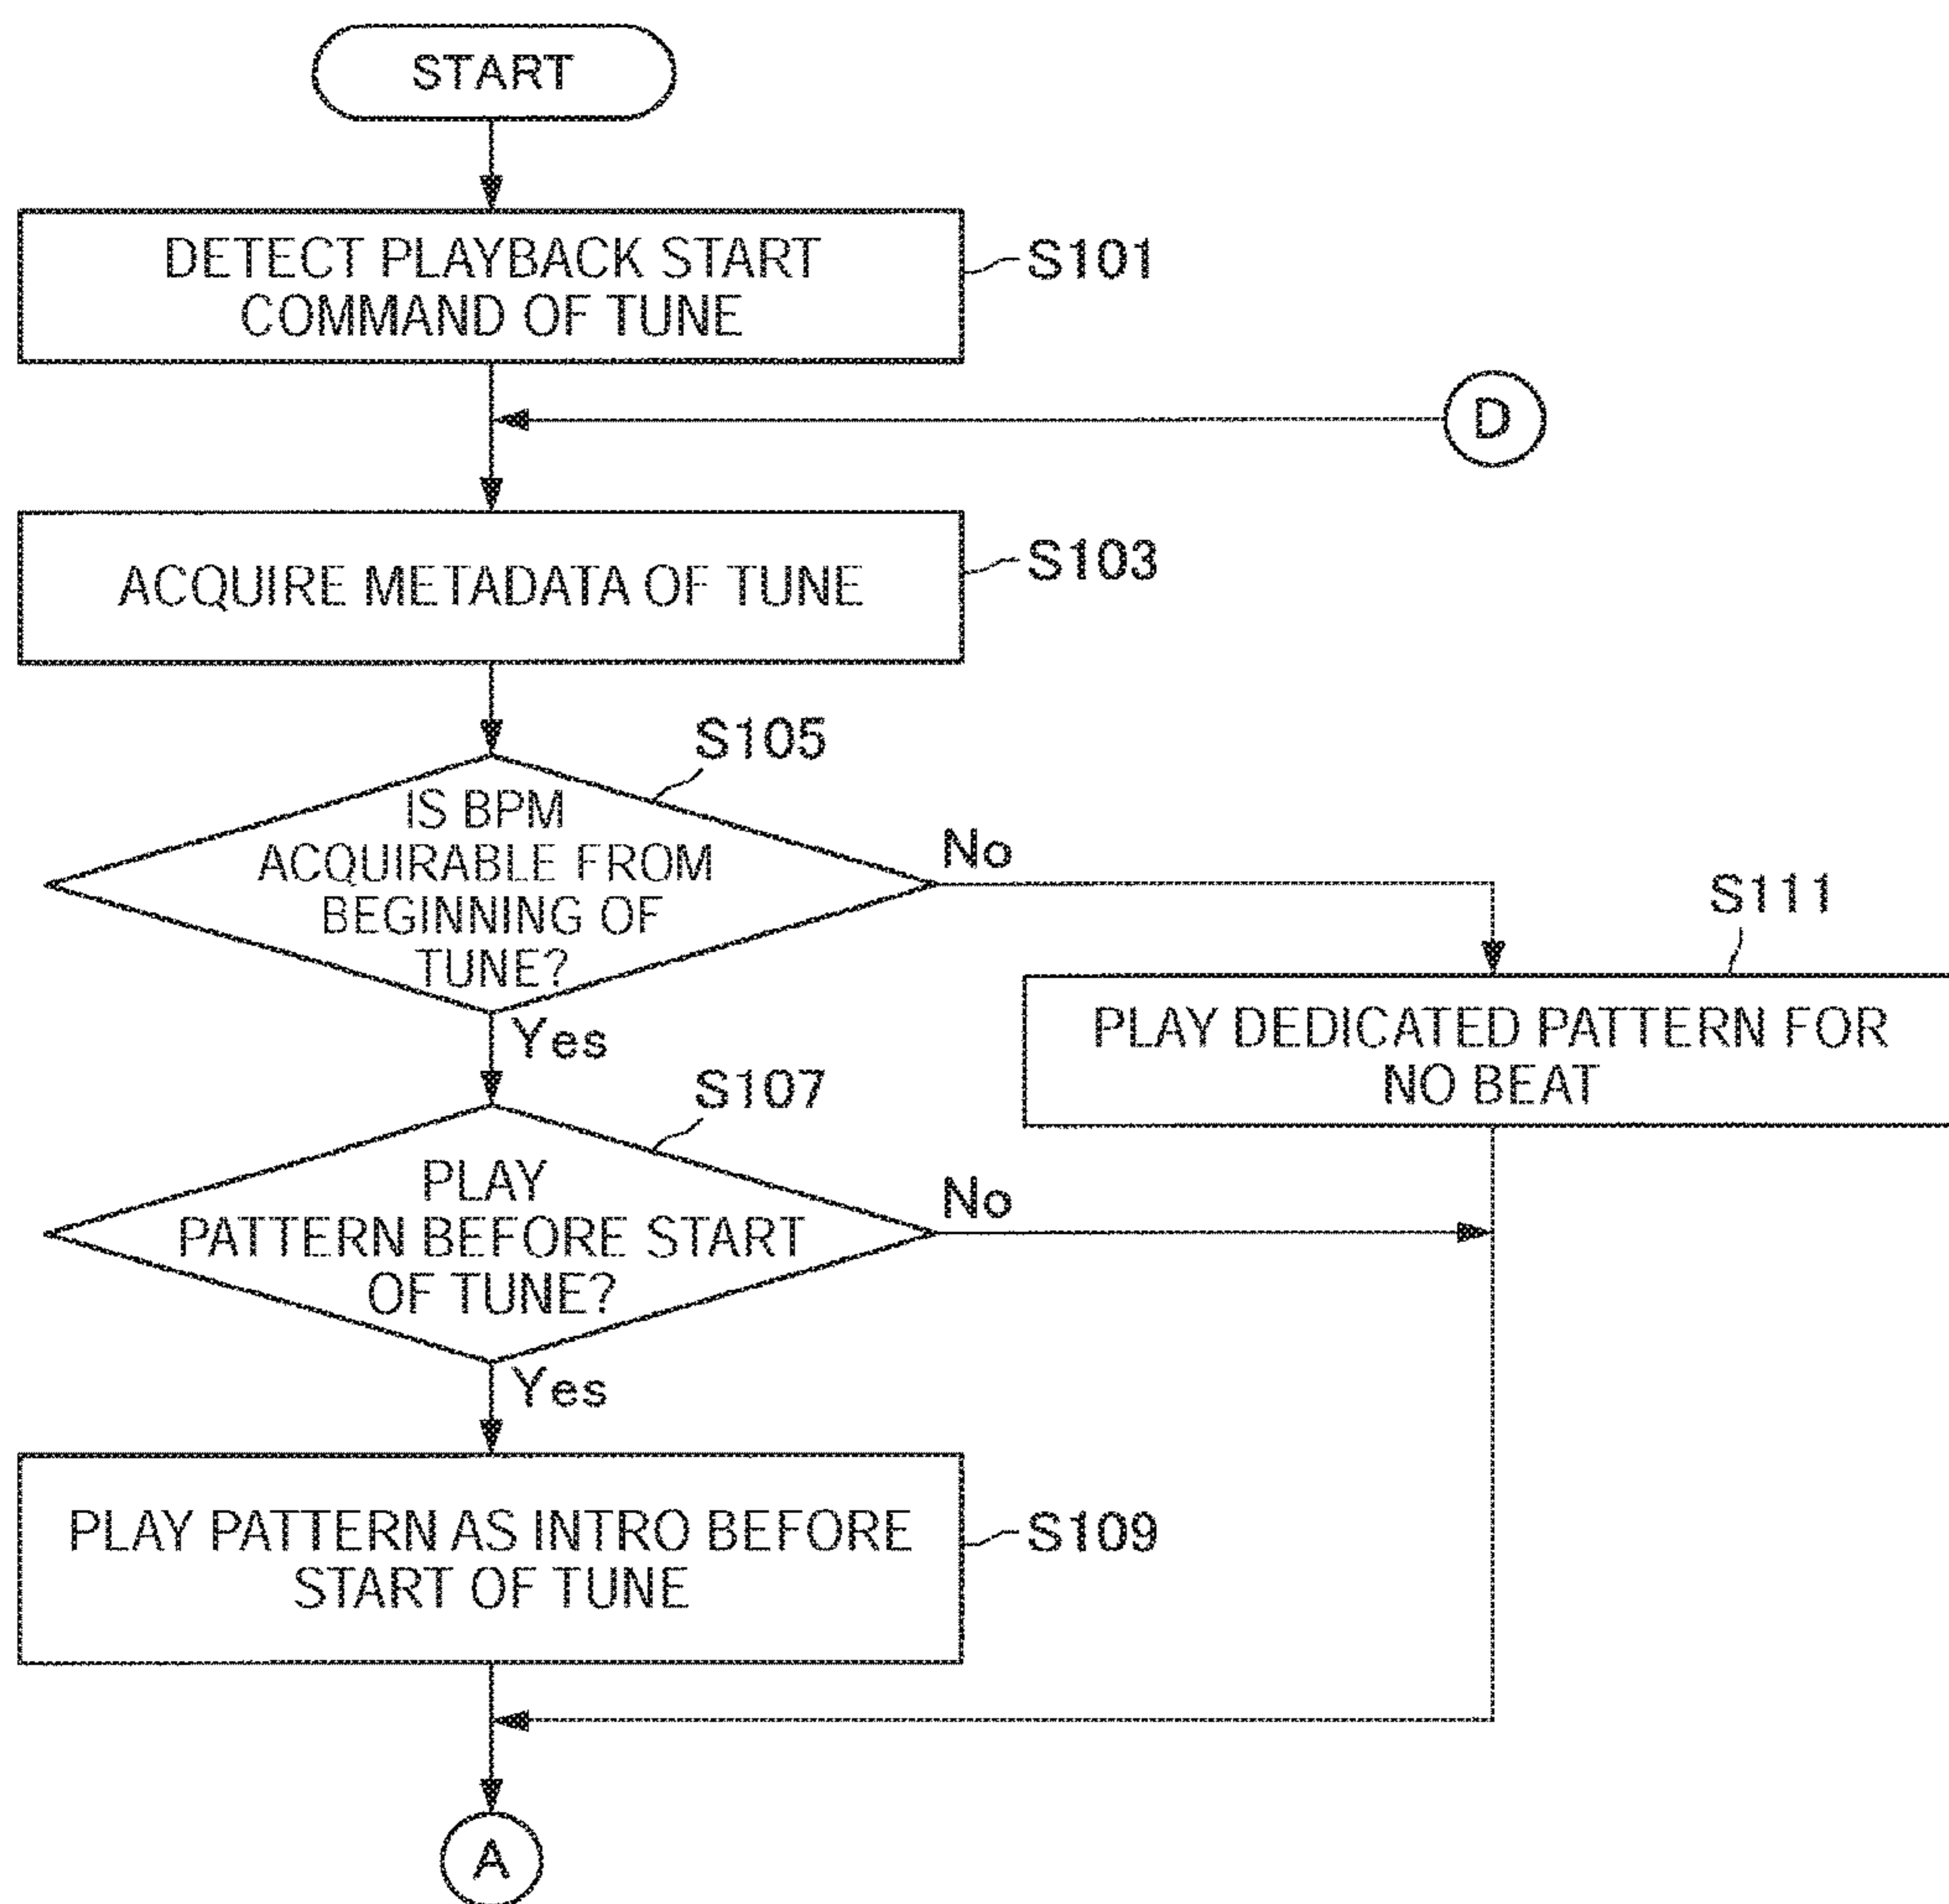 START
DETECT PLAYBACK START
COMMAND OF TUNE
S101
D
ACQUIRE METADATA OF TUNE
S103
S105
IS BPM
ACQUIRABLE FROM
BEGINNING OF
TUNE?
No
Yes
S111
PLAY DEDICATED PATTERN FOR
NO BEAT
S107
PLAY
PATTERN BEFORE START
OF TUNE?
No
Yes
PLAY PATTERN AS INTRO BEFORE
START OF TUNE
S109
A